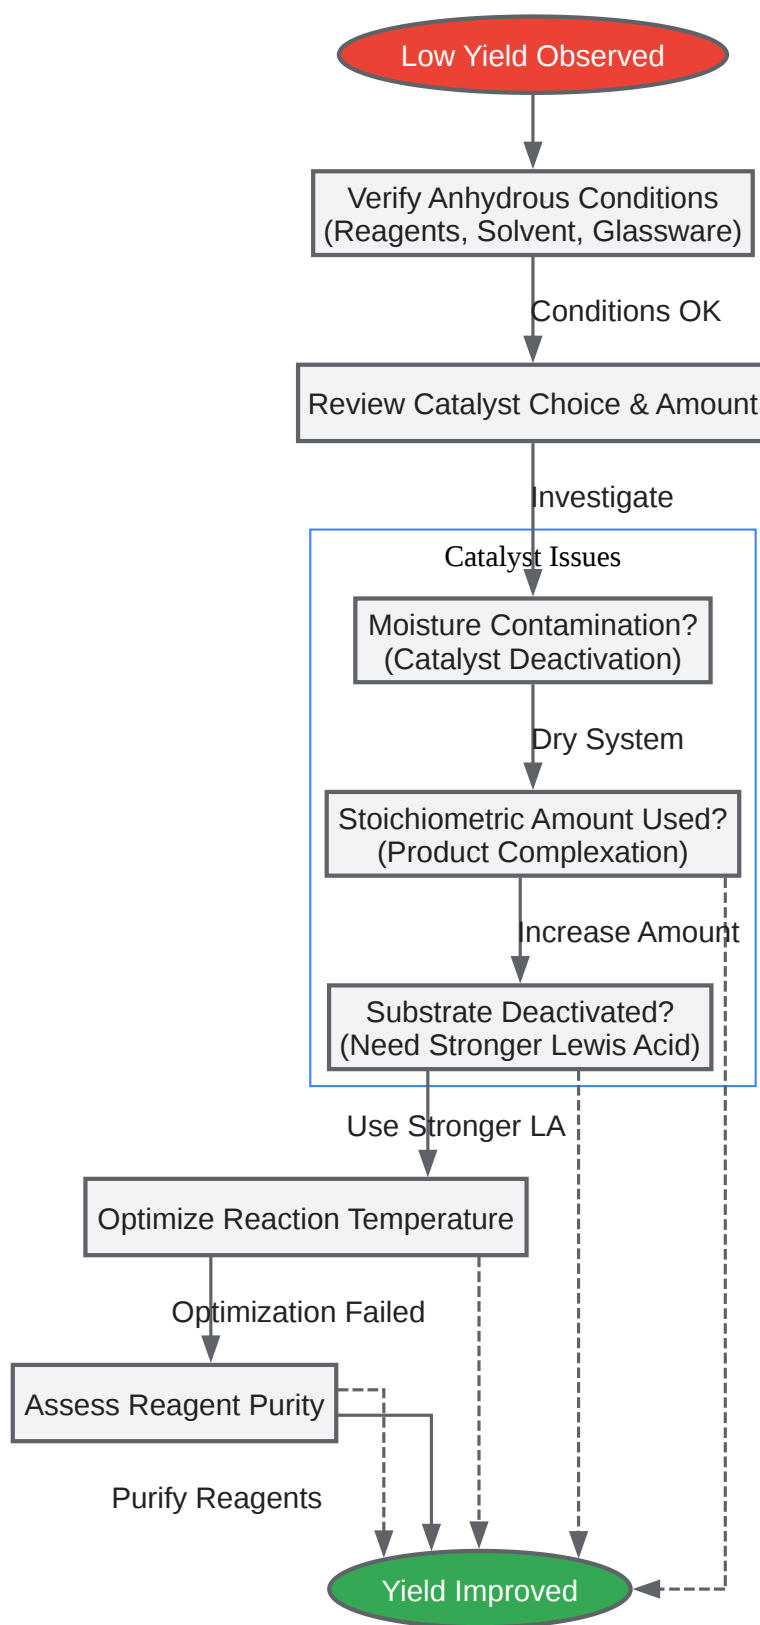 Low Yield Observed
Verify Anhydrous Conditions
(Reagents, Solvent, Glassware)
Conditions OK
Review Catalyst Choice & Amount
Investigate
Catalyst Issues
Moisture Contamination?
(Catalyst Deactivation)
Dry System
Stoichiometric Amount Used?
(Product Complexation)
Increase Amount
Substrate Deactivated?
(Need Stronger Lewis Acid)
Use Stronger LA
Optimize Reaction Temperature
Optimization Failed
Assess Reagent Purity
Purify Reagents
Yield Improved